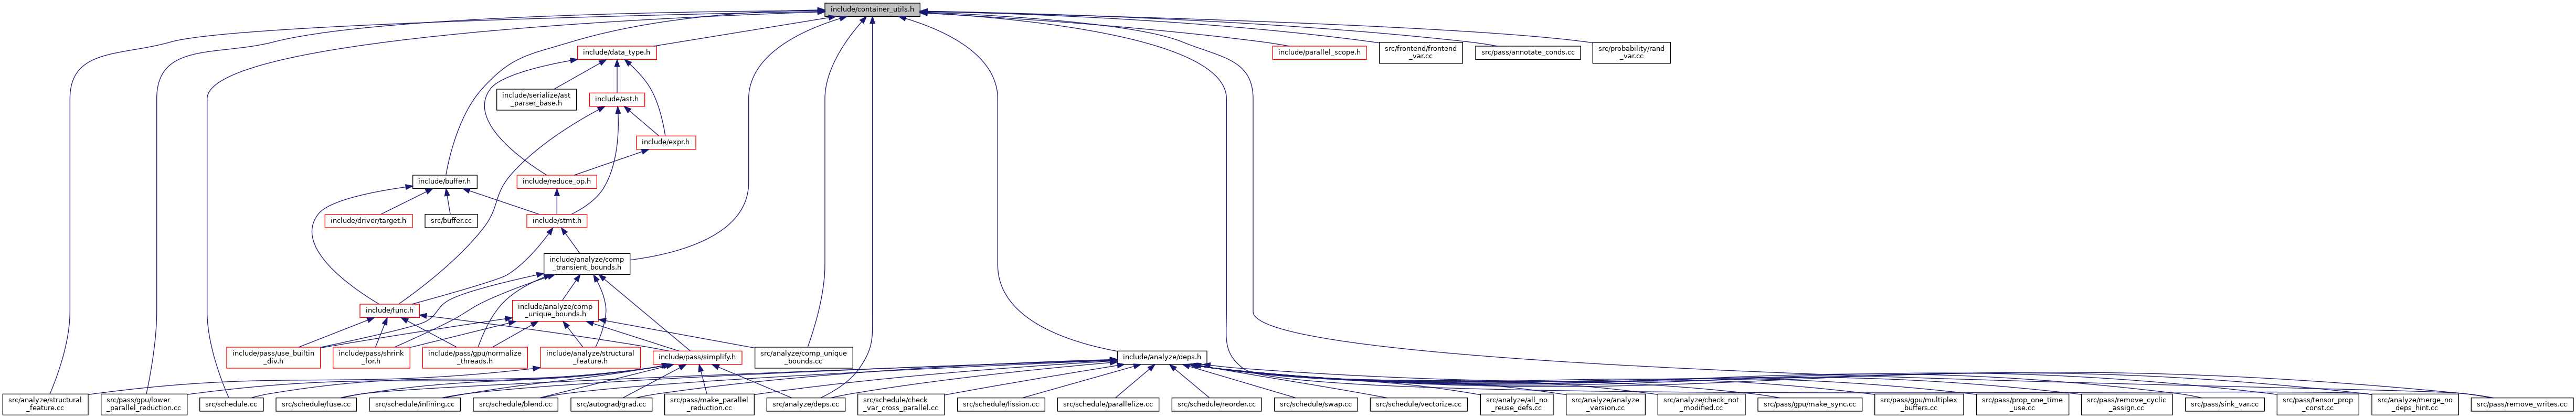 include/container_utils.h
include/data_type.h
include/parallel_scope.h
src/frontend/frontend
_var.cc
src/pass/annotate_conds.cc
src/probability/rand
_var.cc
include/serialize/ast
_parser_base.h
include/ast.h
include/expr.h
include/buffer.h
include/reduce_op.h
include/driver/target.h
src/buffer.cc
include/stmt.h
include/analyze/comp
_transient_bounds.h
include/func.h
include/analyze/comp
_unique_bounds.h
include/pass/use_builtin
_div.h
include/pass/shrink
_for.h
include/pass/gpu/normalize
_threads.h
include/analyze/structural
_feature.h
include/pass/simplify.h
src/analyze/comp_unique
_bounds.cc
include/analyze/deps.h
src/analyze/structural
_feature.cc
src/pass/gpu/lower
_parallel_reduction.cc
src/schedule.cc
src/schedule/fuse.cc
src/schedule/inlining.cc
src/schedule/blend.cc
src/autograd/grad.cc
src/pass/make_parallel
_reduction.cc
src/analyze/deps.cc
src/schedule/check
_var_cross_parallel.cc
src/schedule/fission.cc
src/schedule/parallelize.cc
src/schedule/reorder.cc
src/schedule/swap.cc
src/schedule/vectorize.cc
src/analyze/all_no
_reuse_defs.cc
src/analyze/analyze
_version.cc
src/analyze/check_not
_modified.cc
src/pass/gpu/make_sync.cc
src/pass/gpu/multiplex
_buffers.cc
src/pass/prop_one_time
_use.cc
src/pass/remove_cyclic
_assign.cc
src/pass/sink_var.cc
src/pass/tensor_prop
_const.cc
src/analyze/merge_no
_deps_hint.cc
src/pass/remove_writes.cc